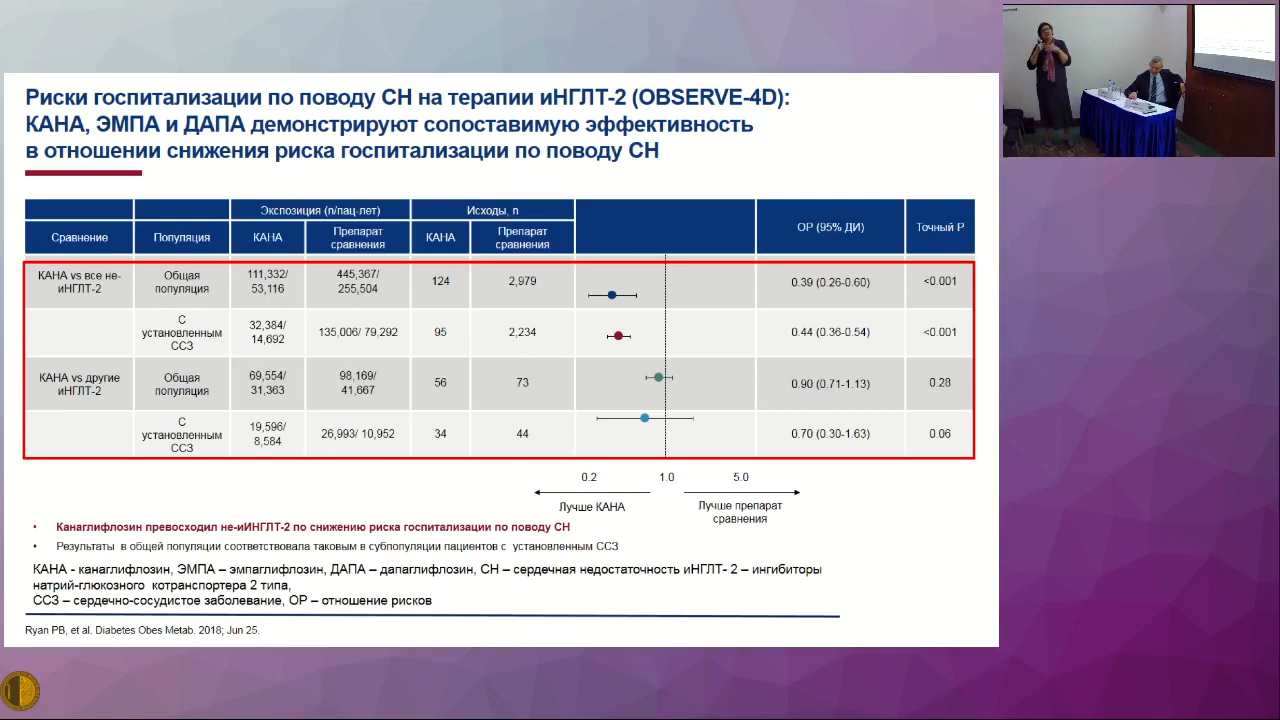 Риски госпитализации по поводу СН на терапии иНГЛТ-2 (OBSERVE-4D):
КАНА, ЭМПА и ДАПА демонстрируют сопоставимую эффективность
в отношении снижения риска госпитализации по поводу СН
Экспозиция (n/пац-лет)
Исходы, n
ОР (95% ДИ)
Точный P
Сравнение
Популяция
КАНА
Препарат
сравнения
КАНА
Препарат
сравнения
КАНА vs все не-
иНГЛТ-2
Общая
популяция
111,332/
53,116
445,367/
255,504
124
2,979
0.39 (0.26-0.60)
<0.001
С
установленным
ССЗ
32,384/
14,692
135,006/ 79,292
95
2,234
0.44 (0.36-0.54)
<0.001
КАНА vs другие
иНГЛТ-2
Общая
популяция
69,554/
31,363
98,169/
41,667
56
73
0.90 (0.71-1.13)
0.28
С
установленным
ССЗ
19,596/
8,584
26,993/ 10,952
34
44
0.70 (0.30-1.63)
0.06
0.2
1.0
5.0
Лучше КАНА
Лучше препарат
сравнения
• Канаглифлозин превосходил не-иИНГЛТ-2 по снижению риска госпитализации по поводу СН
• Результаты в общей популяции соответствовала таковым в субпопуляции пациентов с установленным ССЗ
КАНА - канаглифлозин, ЭМПА – эмпаглифлозин, ДАПА – дапаглифлозин, СН – сердечная недостаточность иНГЛТ- 2 – ингибиторы
натрий-глюкозного котранспортера 2 типа,
ССЗ – сердечно-сосудистое заболевание, ОР – отношение рисков
Ryan PB, et al. Diabetes Obes Metab. 2018; Jun 25.